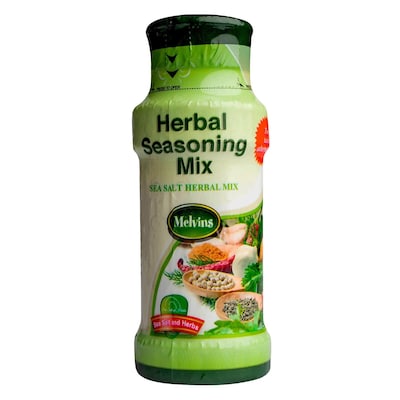 Herbal
Seasoning
Mix
SEA SALT HERBAL MIX
Melvins
Sea Salt and Herbs